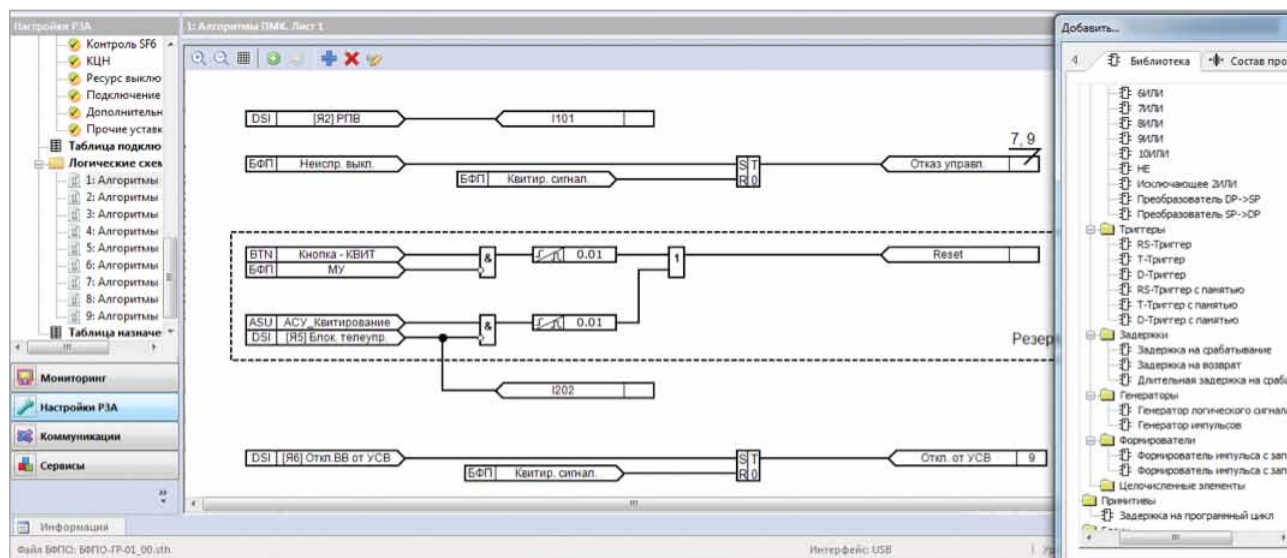 Настройки РЗА
Контроль SF6
КЦН
Ресурс выклю
Подключение
Дополнительн
Прочие уставк
Таблица подклю
Логические схем
1: Алгоритмы
2: Алгоритмы
3: Алгоритмы
4: Алгоритмы
5: Алгоритмы
6: Алгоритмы
7: Алгоритмы
8: Алгоритмы
9: Алгоритмы
Таблица назначе
Мониторинг
Настройки РЗА
Коммуникации
Сервисы
Информация
Файл БФПО: БФПО-ГР-01_00.sth
Интерфейс: USB
1: Алгоритмы ПМК. Лист 1
DSI [Я2] РПВ I101
БФП Неиспр. выкл. S T Отказ управл. 7, 9
БФП Квитир. сигнал. R 0
BTN Кнопка - КВИТ & 0.01 1 Reset
БФП МУ
ASU АСУ_Квитирование & 0.01
DSI [Я5] Блок. телеупр.
Резер
I202
DSI [Я6] Откл.ВВ от УСВ S T Откл. от УСВ 9
БФП Квитир. сигнал. R 0
Добавить...
Библиотека Состав про
6ИЛИ
7ИЛИ
8ИЛИ
9ИЛИ
10ИЛИ
НЕ
Исключающее 2ИЛИ
Преобразователь DP->SP
Преобразователь SP->DP
Триггеры
RS-Триггер
T-Триггер
D-Триггер
RS-Триггер с памятью
T-Триггер с памятью
D-Триггер с памятью
Задержки
Задержка на срабатывание
Задержка на возврат
Длительная задержка на сраба
Генераторы
Генератор логического сигнала
Генератор импульсов
Формирователи
Формирователь импульса с зап
Формирователь импульса с зап
Целочисленные элементы
Примитивы
Задержка на программный цикл